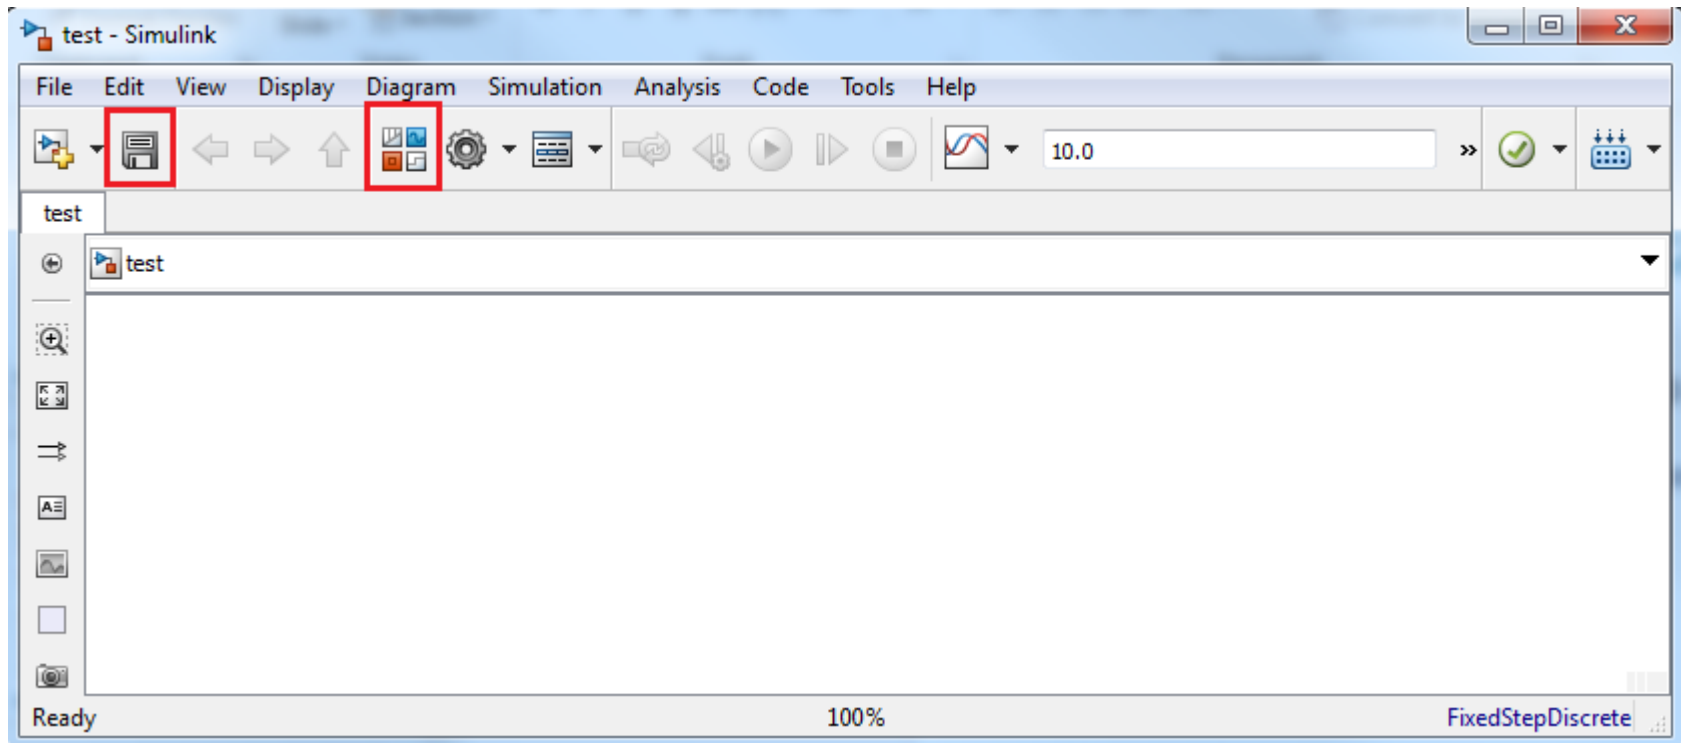 test - Simulink
File Edit View Display Diagram Simulation Analysis Code Tools Help
10.0
»
test
test
Ready 100% FixedStepDiscrete